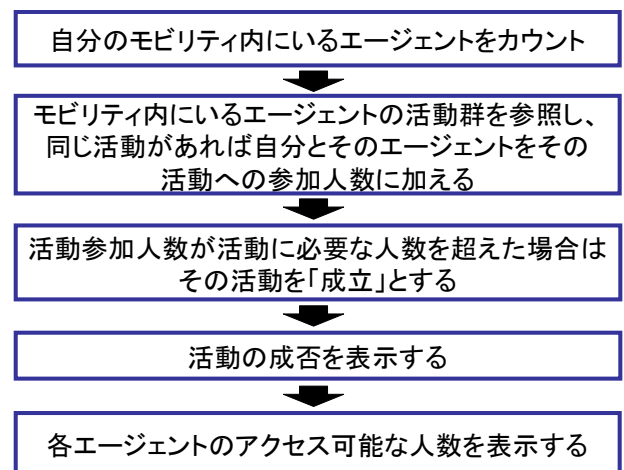 自分のモビリティ内にいるエージェントをカウント
モビリティ内にいるエージェントの活動群を参照し、
同じ活動があれば自分とそのエージェントをその
活動への参加人数に加える
活動参加人数が活動に必要な人数を超えた場合は
その活動を「成立」とする
活動の成否を表示する
各エージェントのアクセス可能な人数を表示する